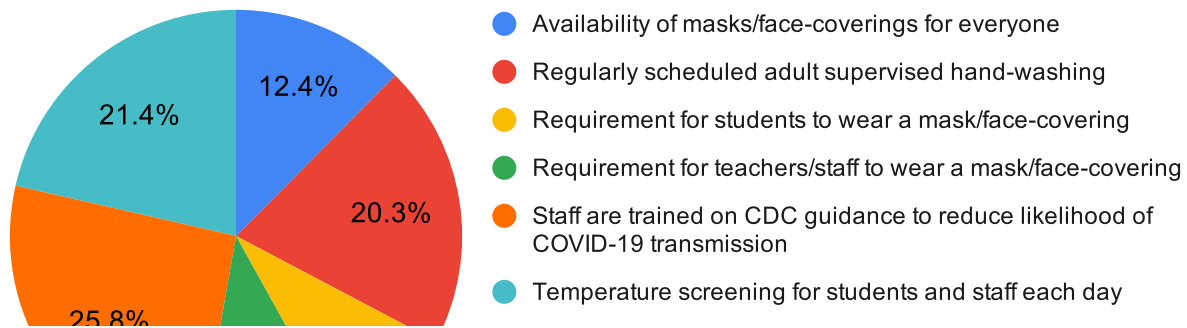 12.4%
21.4%
20.3%
25.8%
Availability of masks/face-coverings for everyone
Regularly scheduled adult supervised hand-washing
Requirement for students to wear a mask/face-covering
Requirement for teachers/staff to wear a mask/face-covering
Staff are trained on CDC guidance to reduce likelihood of
COVID-19 transmission
Temperature screening for students and staff each day